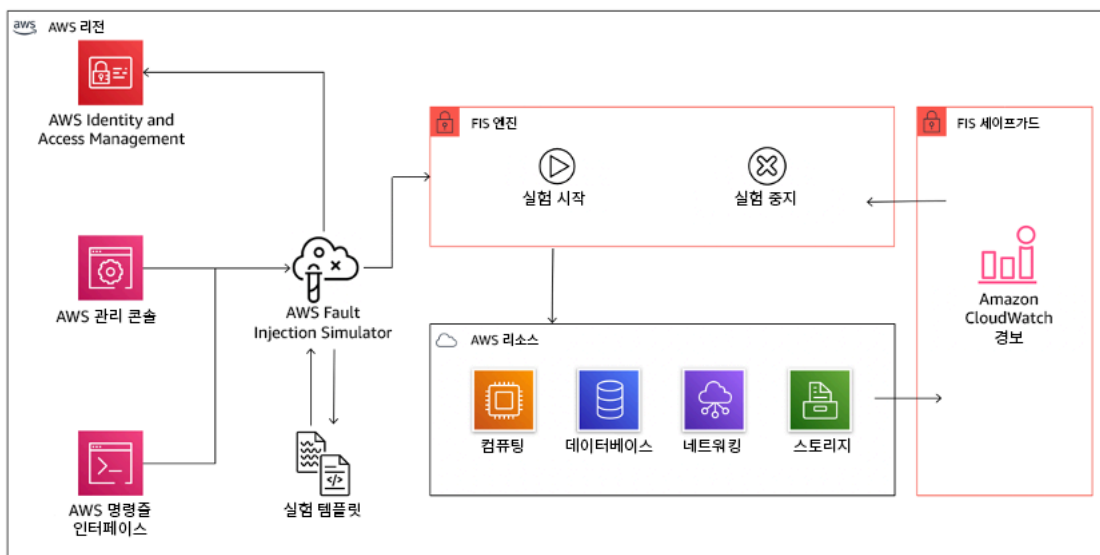 aws
AWS 리전
AWS Identity and
Access Management
AWS 관리 콘솔
AWS 명령줄
인터페이스
AWS Fault
Injection Simulator
실험 템플릿
FIS 엔진
실험 시작
실험 중지
AWS 리소스
컴퓨팅
데이터베이스
네트워킹
스토리지
FIS 세이프가드
Amazon
CloudWatch
경보